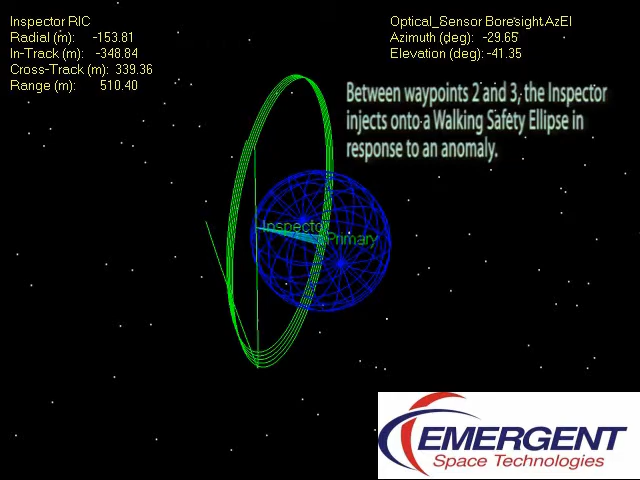 Inspector RIC
Radial (m): -153.81
In-Track (m): -348.84
Cross-Track (m): 339.36
Range (m): 510.40
Optical_Sensor Boresight AzEl
Azimuth (deg): -29.65
Elevation (deg): -41.35
Between waypoints 2 and 3, the Inspector
injects onto a Walking Safety Ellipse in
response to an anomaly.
Inspector
Primary
EMERGENT
Space Technologies